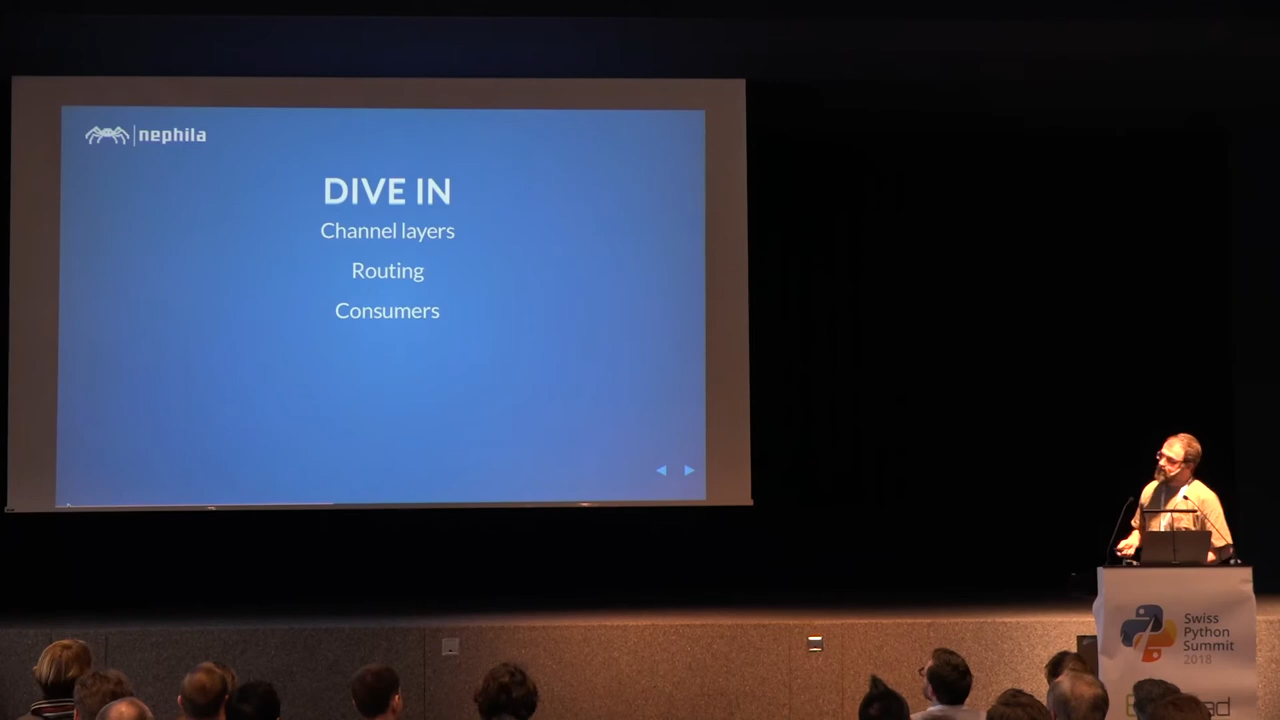 nephila
DIVE IN
Channel layers
Routing
Consumers
Swiss
Python
Summit
2018